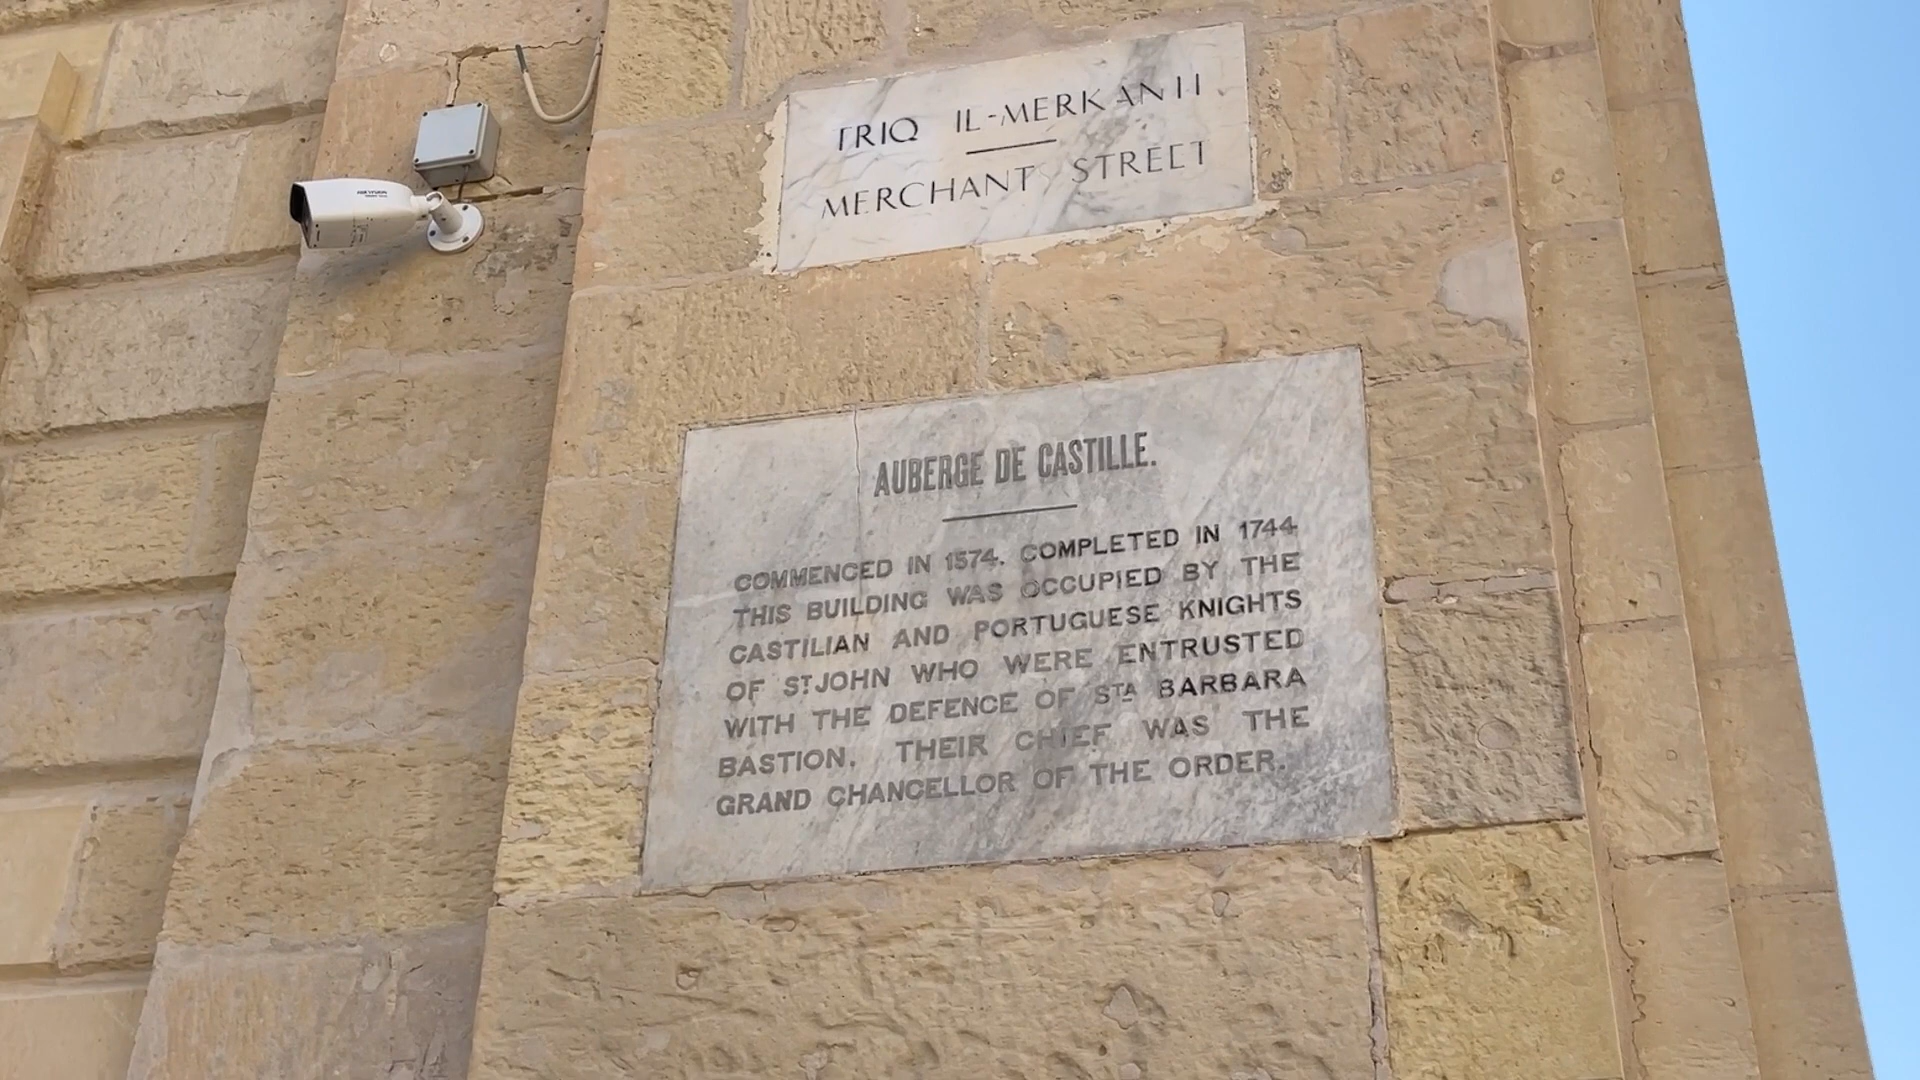 TRIQ IL-MERKANTI
MERCHANTS STREET
HIKVISION
AUBERGE DE CASTILLE.
COMMENCED IN 1574. COMPLETED IN 1744
THIS BUILDING WAS OCCUPIED BY THE
CASTILIAN AND PORTUGUESE KNIGHTS
OF ST JOHN WHO WERE ENTRUSTED
WITH THE DEFENCE OF STA BARBARA
BASTION. THEIR CHIEF WAS THE
GRAND CHANCELLOR OF THE ORDER.